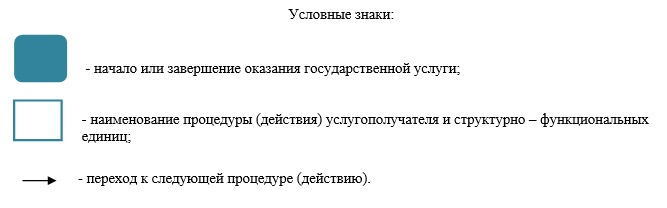 Условные знаки:
- начало или завершение оказания государственной услуги;
- наименование процедуры (действия) услугополучателя и структурно – функциональных
единиц;
- переход к следующей процедуре (действию).